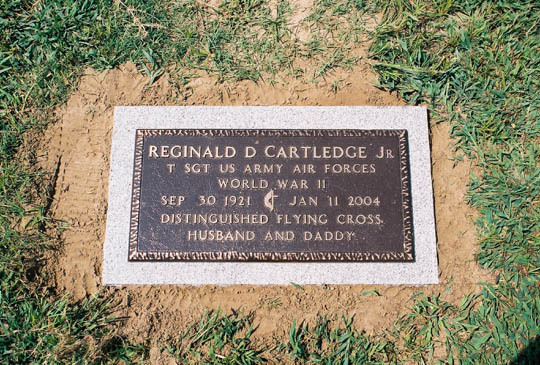 REGINALD D CARTLEDGE JR
T SGT US ARMY AIR FORCES
WORLD WAR II
SEP 30 1921 JAN 11 2004
DISTINGUISHED FLYING CROSS
HUSBAND AND DADDY